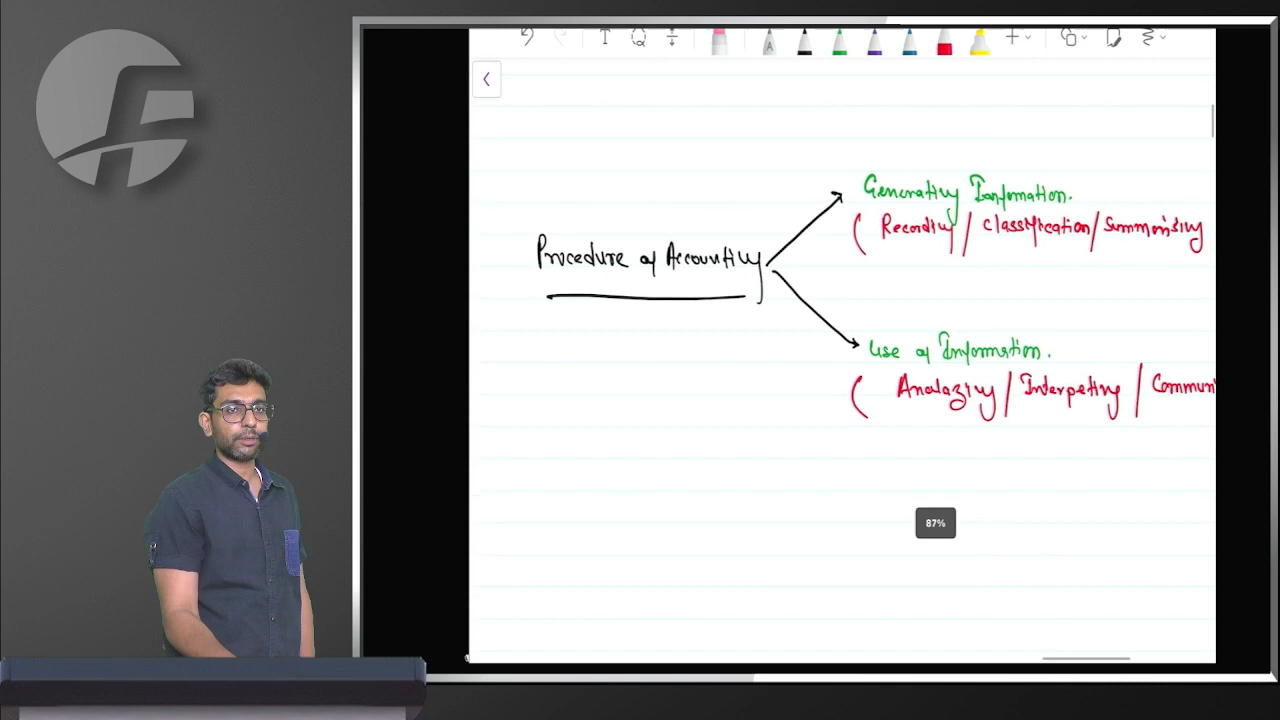 Generating Information.
( Recording / Classification / Summarising
Procedure of Accounting
Use of Information.
( Analazing / Interpeting / Commun
87%